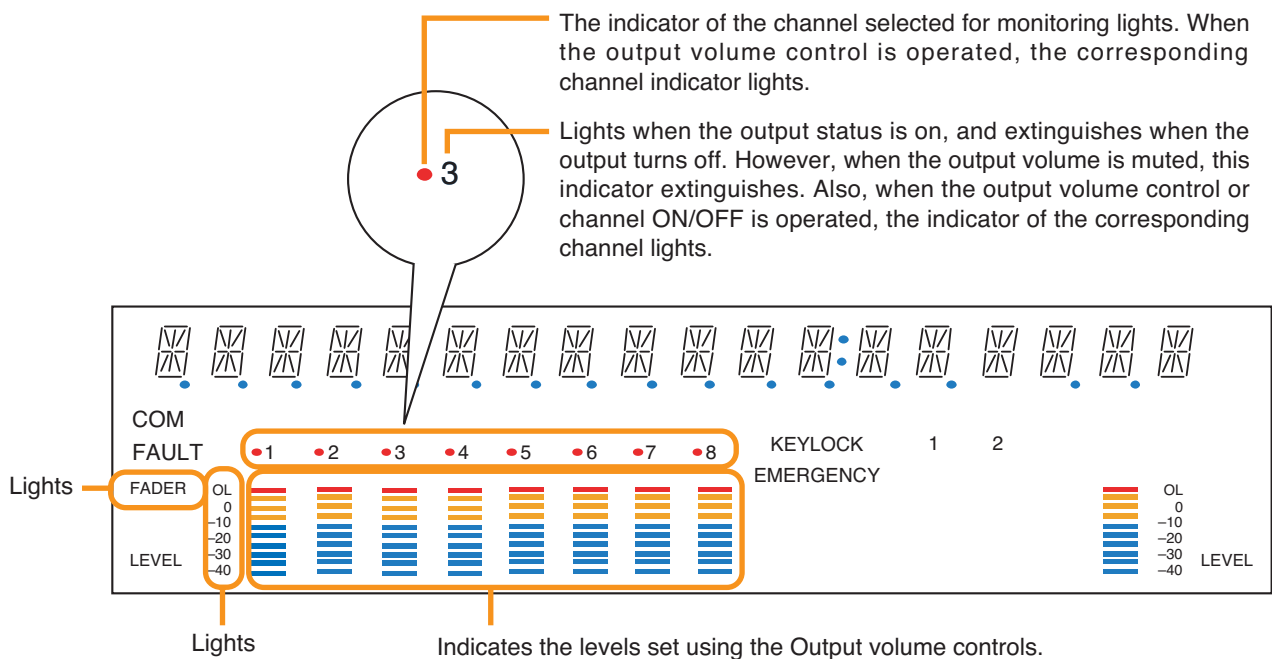 The indicator of the channel selected for monitoring lights. When
the output volume control is operated, the corresponding
channel indicator lights.
Lights when the output status is on, and extinguishes when the
output turns off. However, when the output volume is muted, this
indicator extinguishes. Also, when the output volume control or
channel ON/OFF is operated, the indicator of the corresponding
channel lights.
3
COM
FAULT
1 2 3 4 5 6 7 8
KEYLOCK 1 2
EMERGENCY
Lights
FADER
LEVEL
OL
0
–10
–20
–30
–40
OL
0
–10
–20
–30
–40
LEVEL
Lights
Indicates the levels set using the Output volume controls.